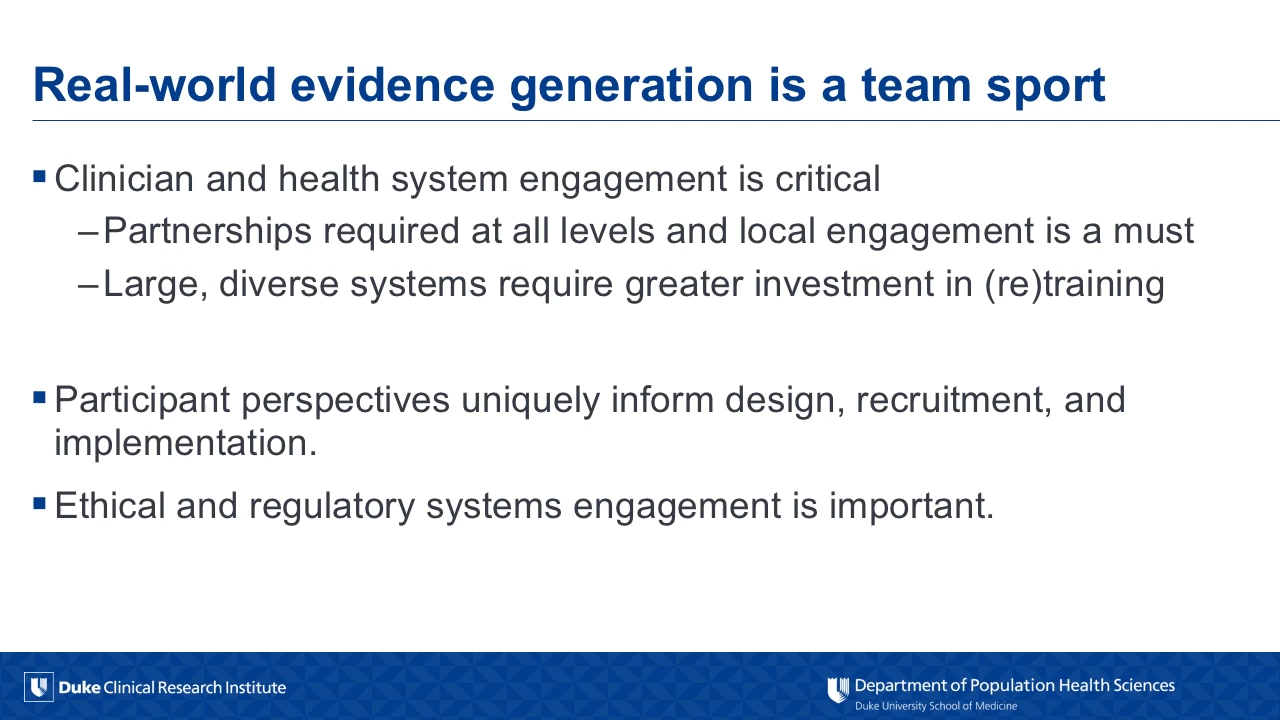 Real-world evidence generation is a team sport
▪ Clinician and health system engagement is critical
–Partnerships required at all levels and local engagement is a must
–Large, diverse systems require greater investment in (re)training
▪ Participant perspectives uniquely inform design, recruitment, and
implementation.
▪ Ethical and regulatory systems engagement is important.
Duke Clinical Research Institute
Department of Population Health Sciences
Duke University School of Medicine